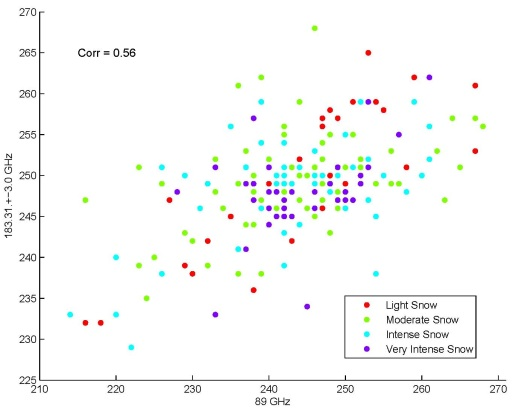 270
265
260
255
250
245
240
235
230
225
183.31.+−3.0 GHz
Corr = 0.56
Light Snow
Moderate Snow
Intense Snow
Very Intense Snow
210 220 230 240 250 260 270
89 GHz